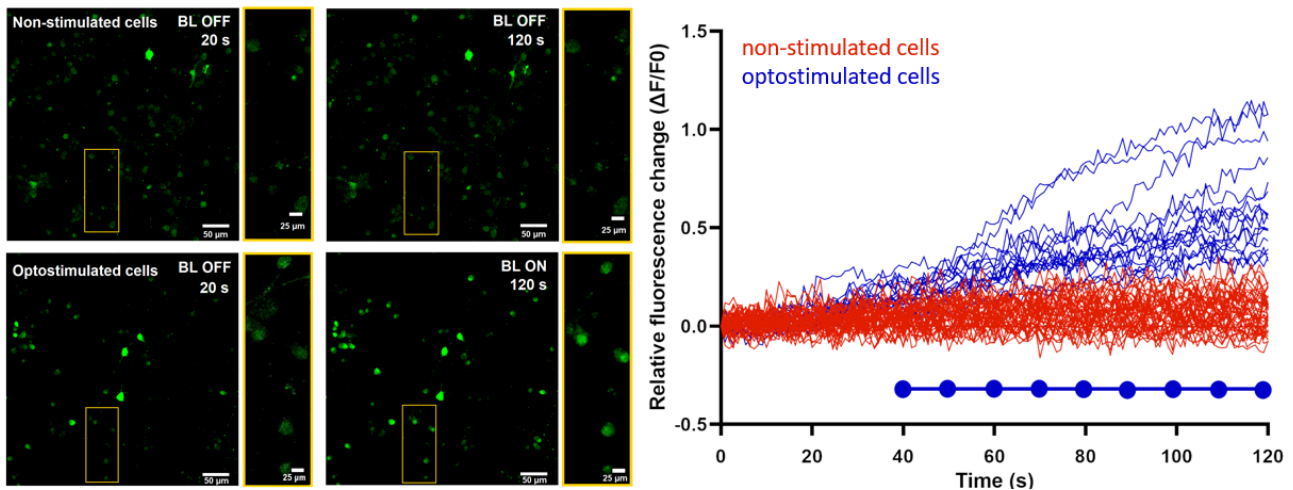 Non-stimulated cells
BL OFF
20 s
50 µm
25 µm
BL OFF
120 s
50 µm
25 µm
Optostimulated cells
BL OFF
20 s
50 µm
25 µm
BL ON
120 s
50 µm
25 µm
non-stimulated cells
optostimulated cells
Relative fluorescence change (ΔF/F0)
1.5
1.0
0.5
0.0
-0.5
0 20 40 60 80 100 120
Time (s)